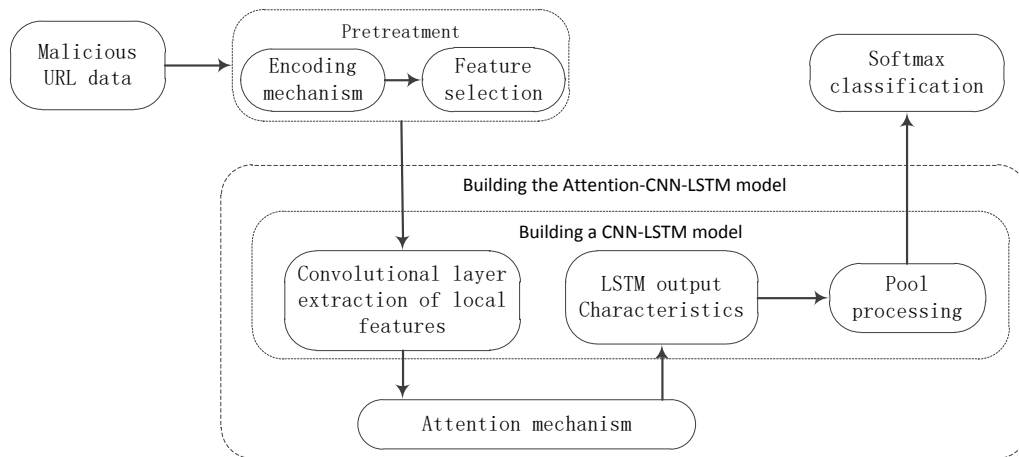 Malicious
URL data
Pretreatment
Encoding
mechanism
Feature
selection
Softmax
classification
Building the Attention-CNN-LSTM model
Building a CNN-LSTM model
Convolutional layer
extraction of local
features
LSTM output
Characteristics
Pool
processing
Attention mechanism